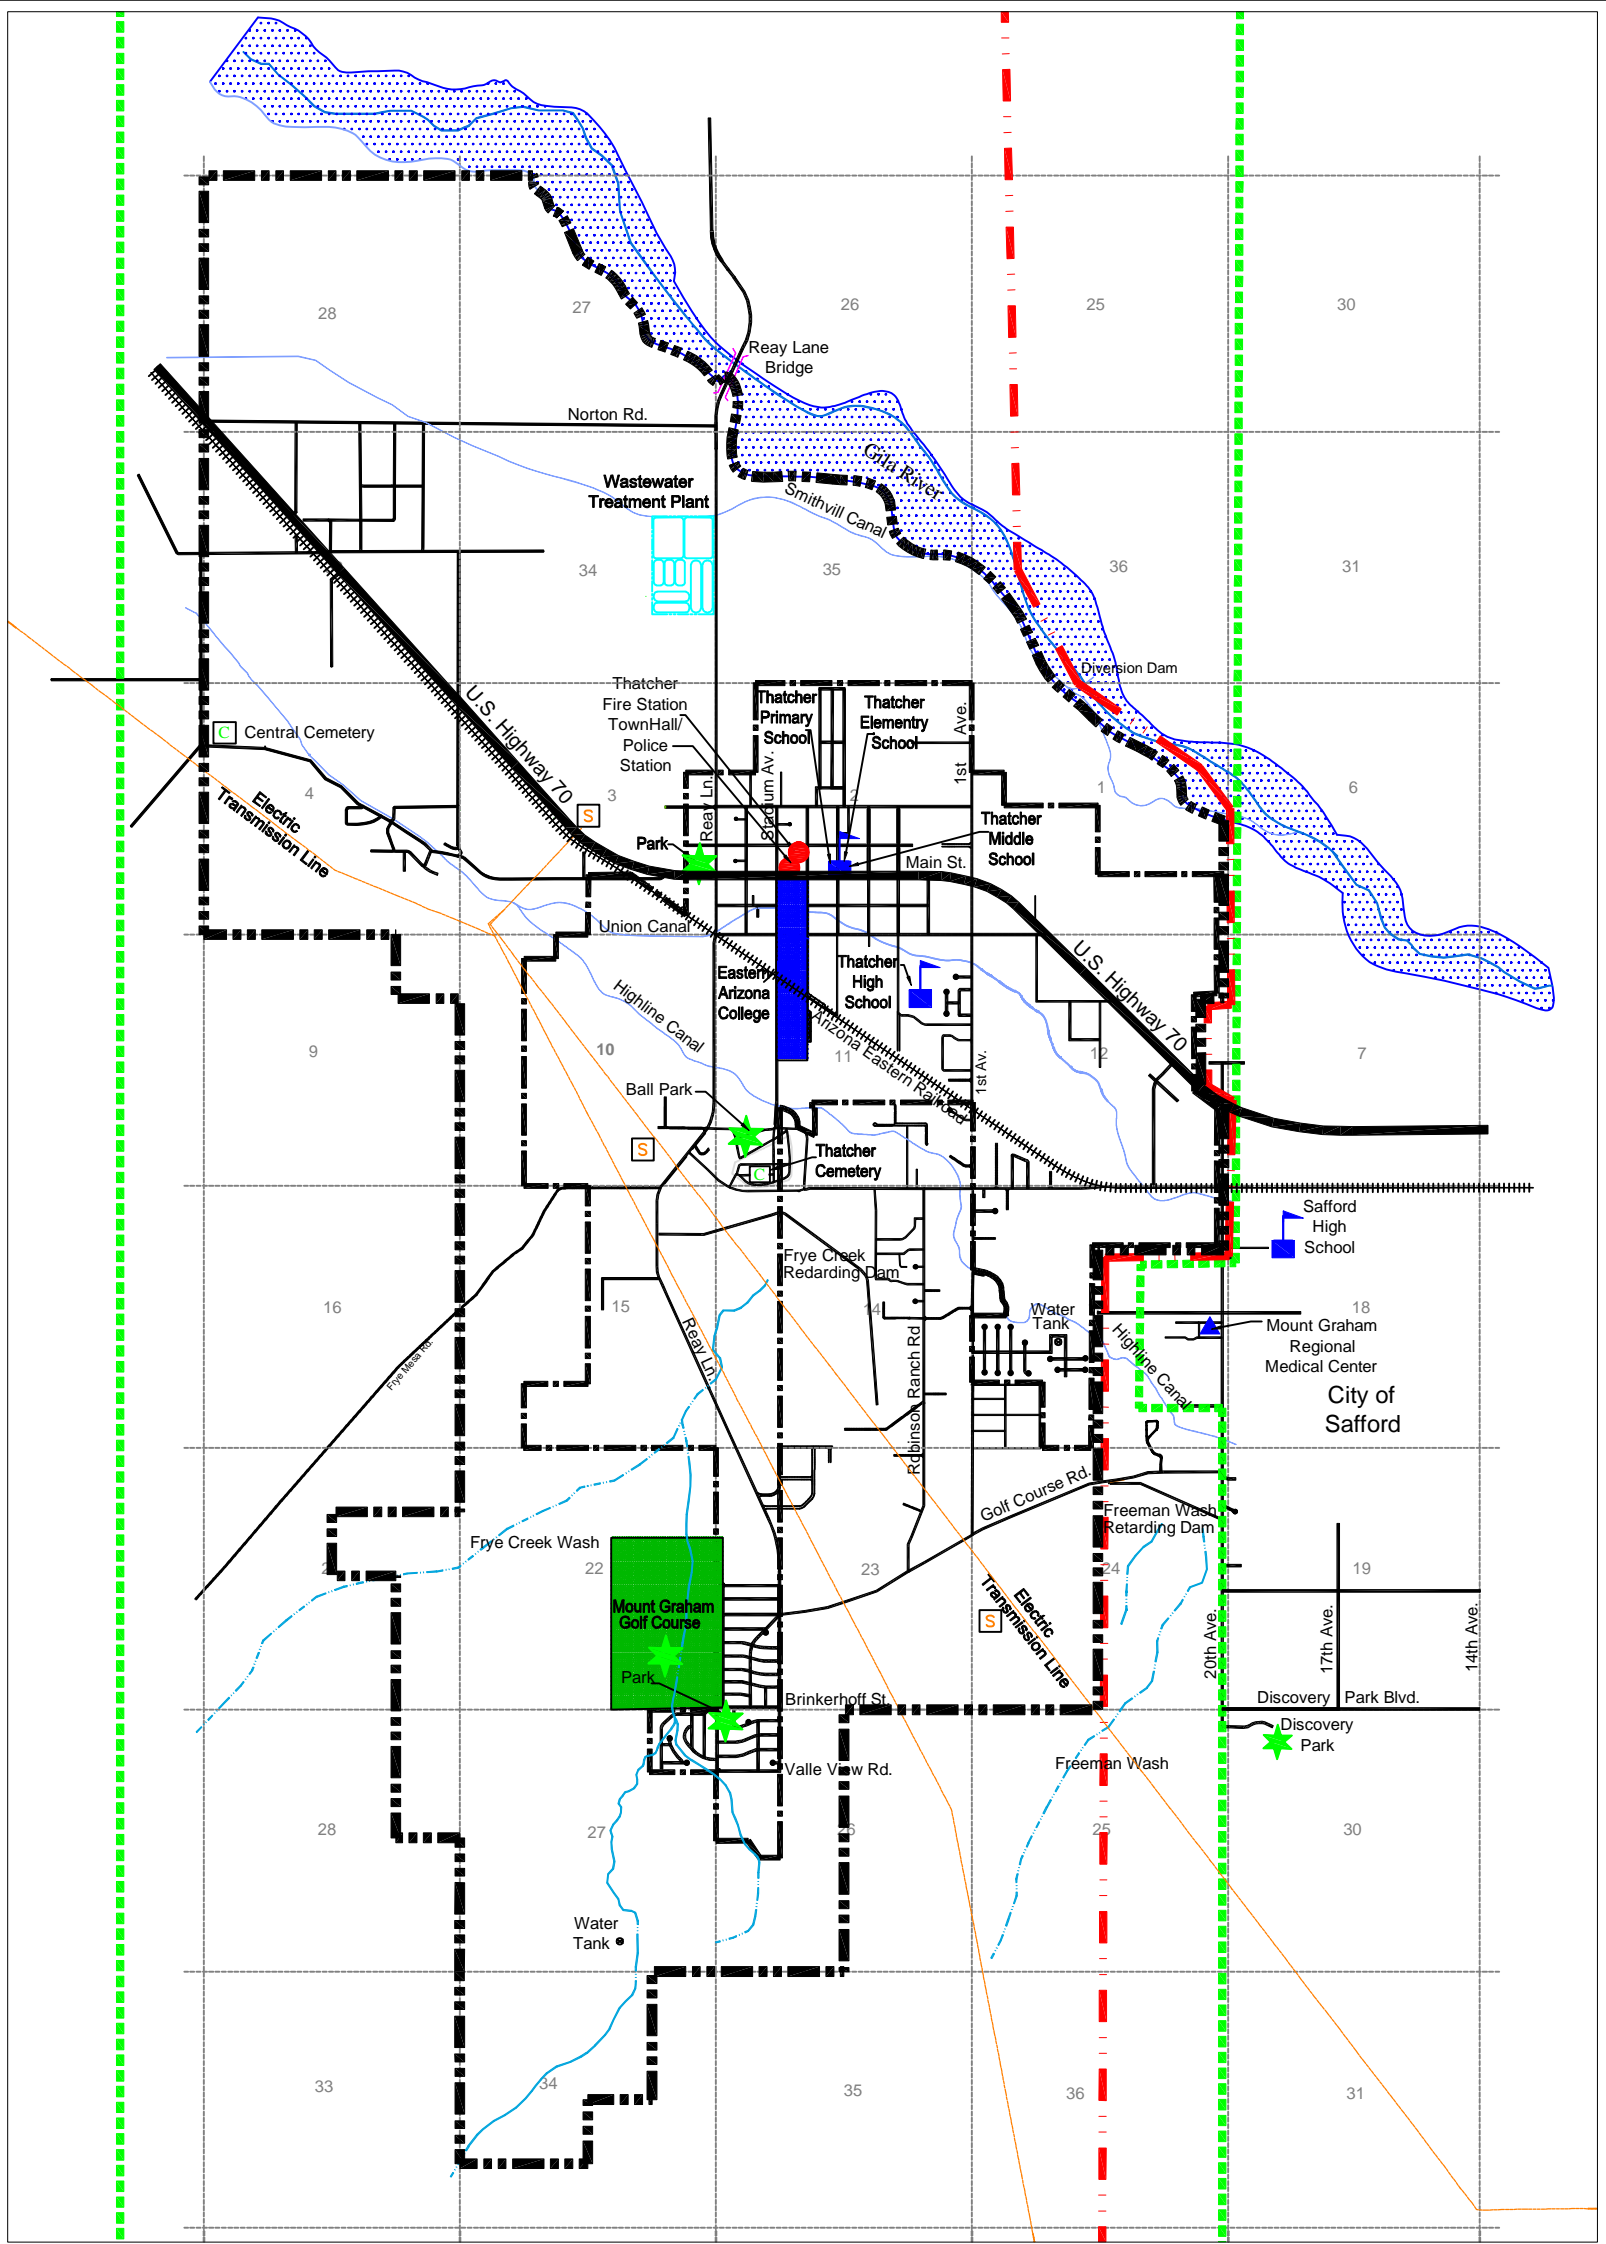 28
27
26
25
30
Reay Lane
Bridge
Norton Rd.
Gila River
Wastewater
Treatment Plant
Smithvill Canal
34
35
36
31
Diversion Dam
Thatcher
Fire Station
TownHall/
Police
Station
Thatcher
Primary
School
Thatcher
Elementry
School
1st Ave.
C
Central Cemetery
U.S. Highway 70
4
3
2
1
6
Electric
Transmission Line
S
Reay Ln.
Stadium Av.
Park
Thatcher
Middle
School
Main St.
Union Canal
U.S. Highway 70
Eastern
Arizona
College
Thatcher
High
School
Highline Canal
Arizona Eastern Railroad
9
10
11
12
7
1st Av.
Ball Park
S
Thatcher
Cemetery
C
Safford
High
School
Frye Creek
Redarding Dam
16
15
14
18
Water
Tank
Mount Graham
Regional
Medical Center
Highline Canal
Reay Ln.
Robinson Ranch Rd
Frye Mesa Rd.
City of
Safford
Golf Course Rd.
Freeman Wash
Retarding Dam
Frye Creek Wash
22
23
24
19
Mount Graham
Golf Course
S
Electric
Transmission Line
20th Ave.
17th Ave.
14th Ave.
Park
Brinkerhoff St.
Discovery Park Blvd.
Discovery
Park
Valle View Rd.
Freeman Wash
28
27
26
25
30
Water
Tank
33
34
35
36
31